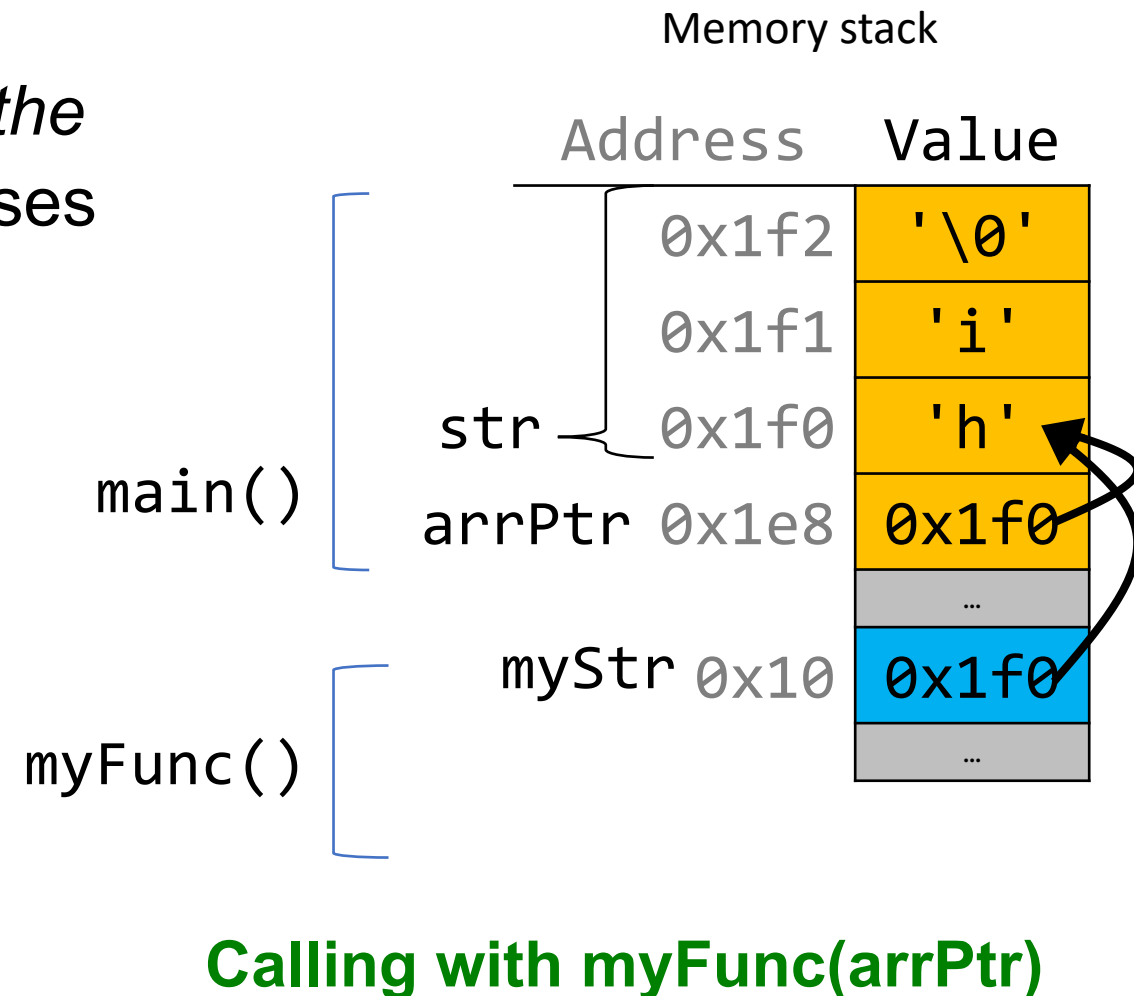 Memory stack
the
ses
Address Value
0x1f2 '\0'
0x1f1 'i'
str 0x1f0 'h'
main()
arrPtr 0x1e8 0x1f0
…
myStr 0x10 0x1f0
myFunc()
…
Calling with myFunc(arrPtr)